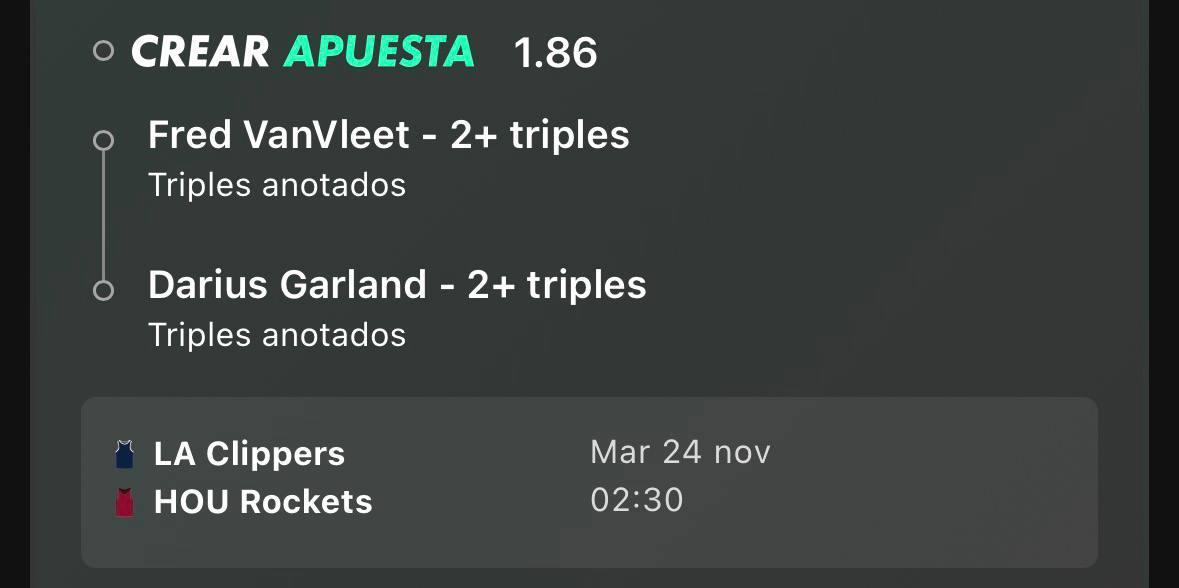 CREAR APUESTA 1.86
Fred VanVleet - 2+ triples
Triples anotados
Darius Garland - 2+ triples
Triples anotados
LA Clippers
Mar 24 nov
HOU Rockets
02:30